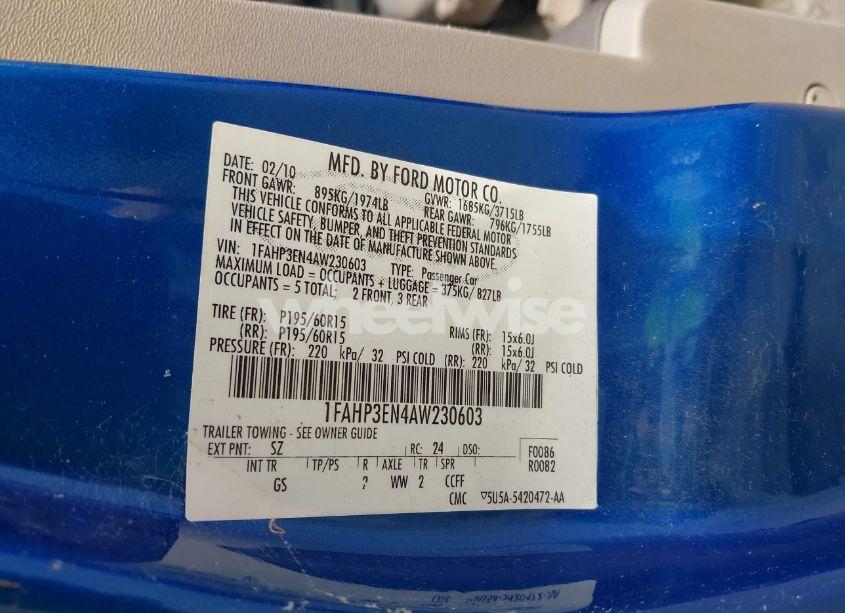 MFD. BY FORD MOTOR CO.
DATE: 02/10 GVWR: 1685KG/3715LB
FRONT GAWR: 895KG/1974LB REAR GAWR: 796KG/1755LB
THIS VEHICLE CONFORMS TO ALL APPLICABLE FEDERAL MOTOR
VEHICLE SAFETY, BUMPER, AND THEFT PREVENTION STANDARDS
IN EFFECT ON THE DATE OF MANUFACTURE SHOWN ABOVE
VIN: 1FAHP3EN4AW230603 TYPE: Passenger Car
MAXIMUM LOAD = OCCUPANTS + LUGGAGE = 375KG/ 827LB
OCCUPANTS = 5 TOTAL; 2 FRONT, 3 REAR
wheelwise
TIRE (FR): P195/60R15 RIMS (FR): 15x6.0J
(RR): P195/60R15 (RR): 15x6.0J
PRESSURE (FR): 220 kPa/ 32 PSI COLD (RR): 220 kPa/ 32 PSI COLD
1FAHP3EN4AW230603
TRAILER TOWING - SEE OWNER GUIDE
EXT PNT: SZ RC: 24 DSO: F0086
R0082
INT TR TP/PS R AXLE TR SPR
GS 2 WW 2 CCFF
CMC ▽5U5A-5420472-AA